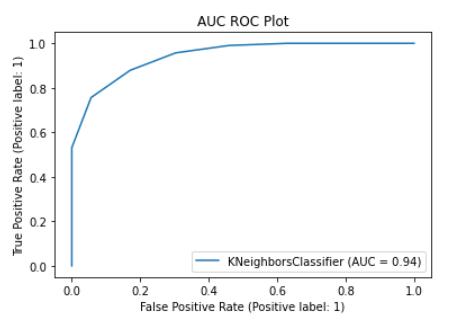 AUC ROC Plot
True Positive Rate (Positive label: 1)
1.0
0.8
0.6
0.4
0.2
0.0
KNeighborsClassifier (AUC = 0.94)
0.0 0.2 0.4 0.6 0.8 1.0
False Positive Rate (Positive label: 1)